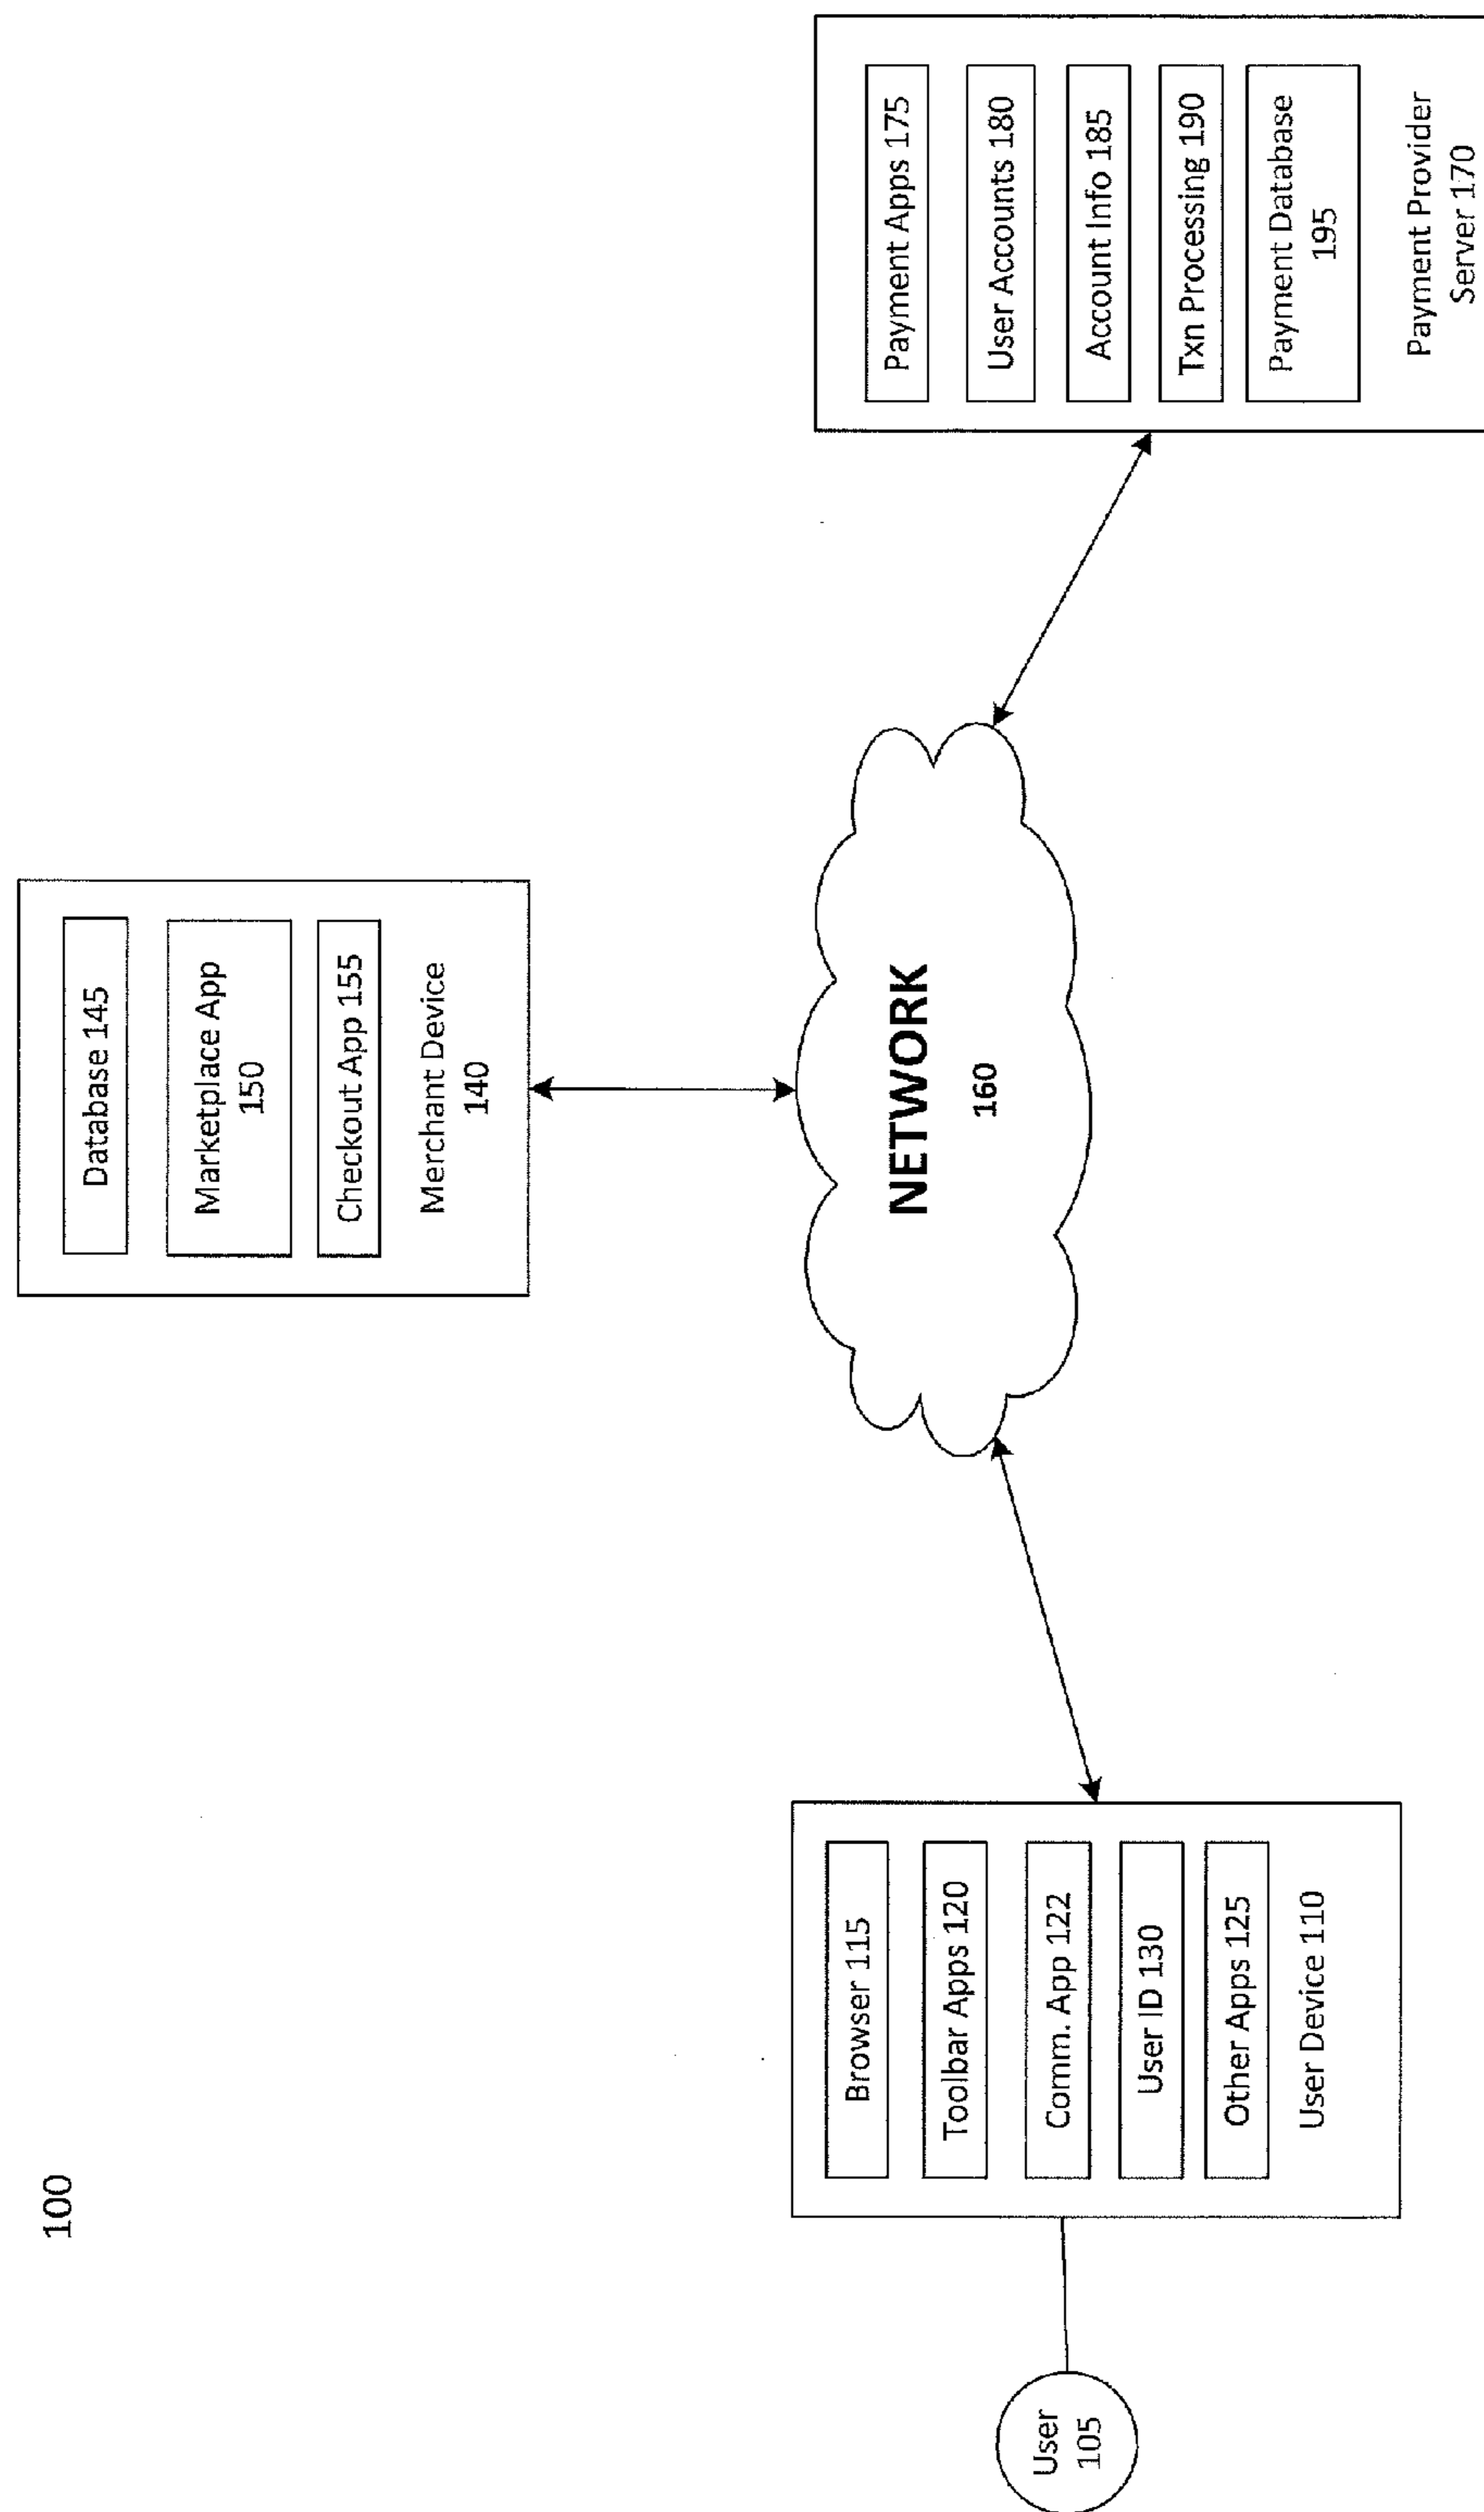 100
Database 145
Marketplace App
150
Checkout App 155
Merchant Device
140
NETWORK
160
User
105
Browser 115
Toolbar Apps 120
Comm. App 122
User ID 130
Other Apps 125
User Device 110
Payment Apps 175
User Accounts 180
Account Info 185
Txn Processing 190
Payment Database
195
Payment Provider
Server 170